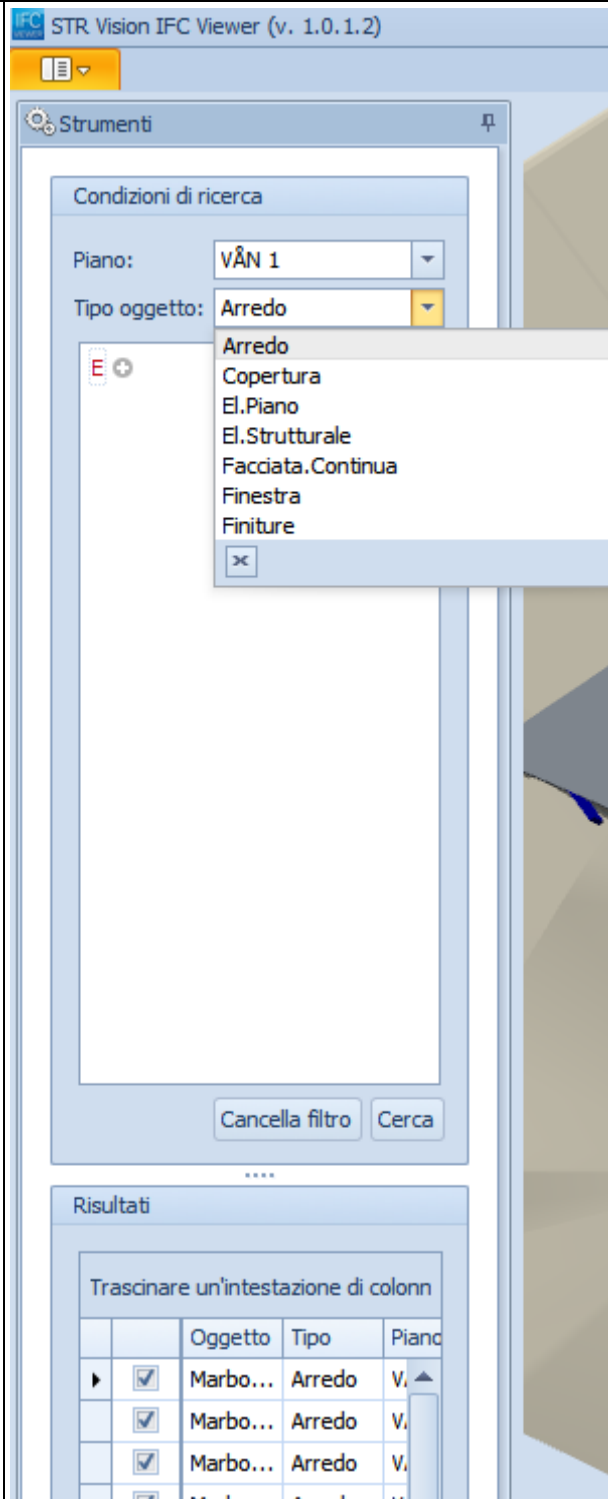 IFC VIEWER STR Vision IFC Viewer (v. 1.0.1.2)
Strumenti
Condizioni di ricerca
Piano: VÂN 1
Tipo oggetto: Arredo
E
Arredo
Copertura
El.Piano
El.Strutturale
Facciata.Continua
Finestra
Finiture
Cancella filtro Cerca
Risultati
Trascinare un'intestazione di colonn
Oggetto Tipo Piano
Marbo... Arredo
Marbo... Arredo
Marbo... Arredo